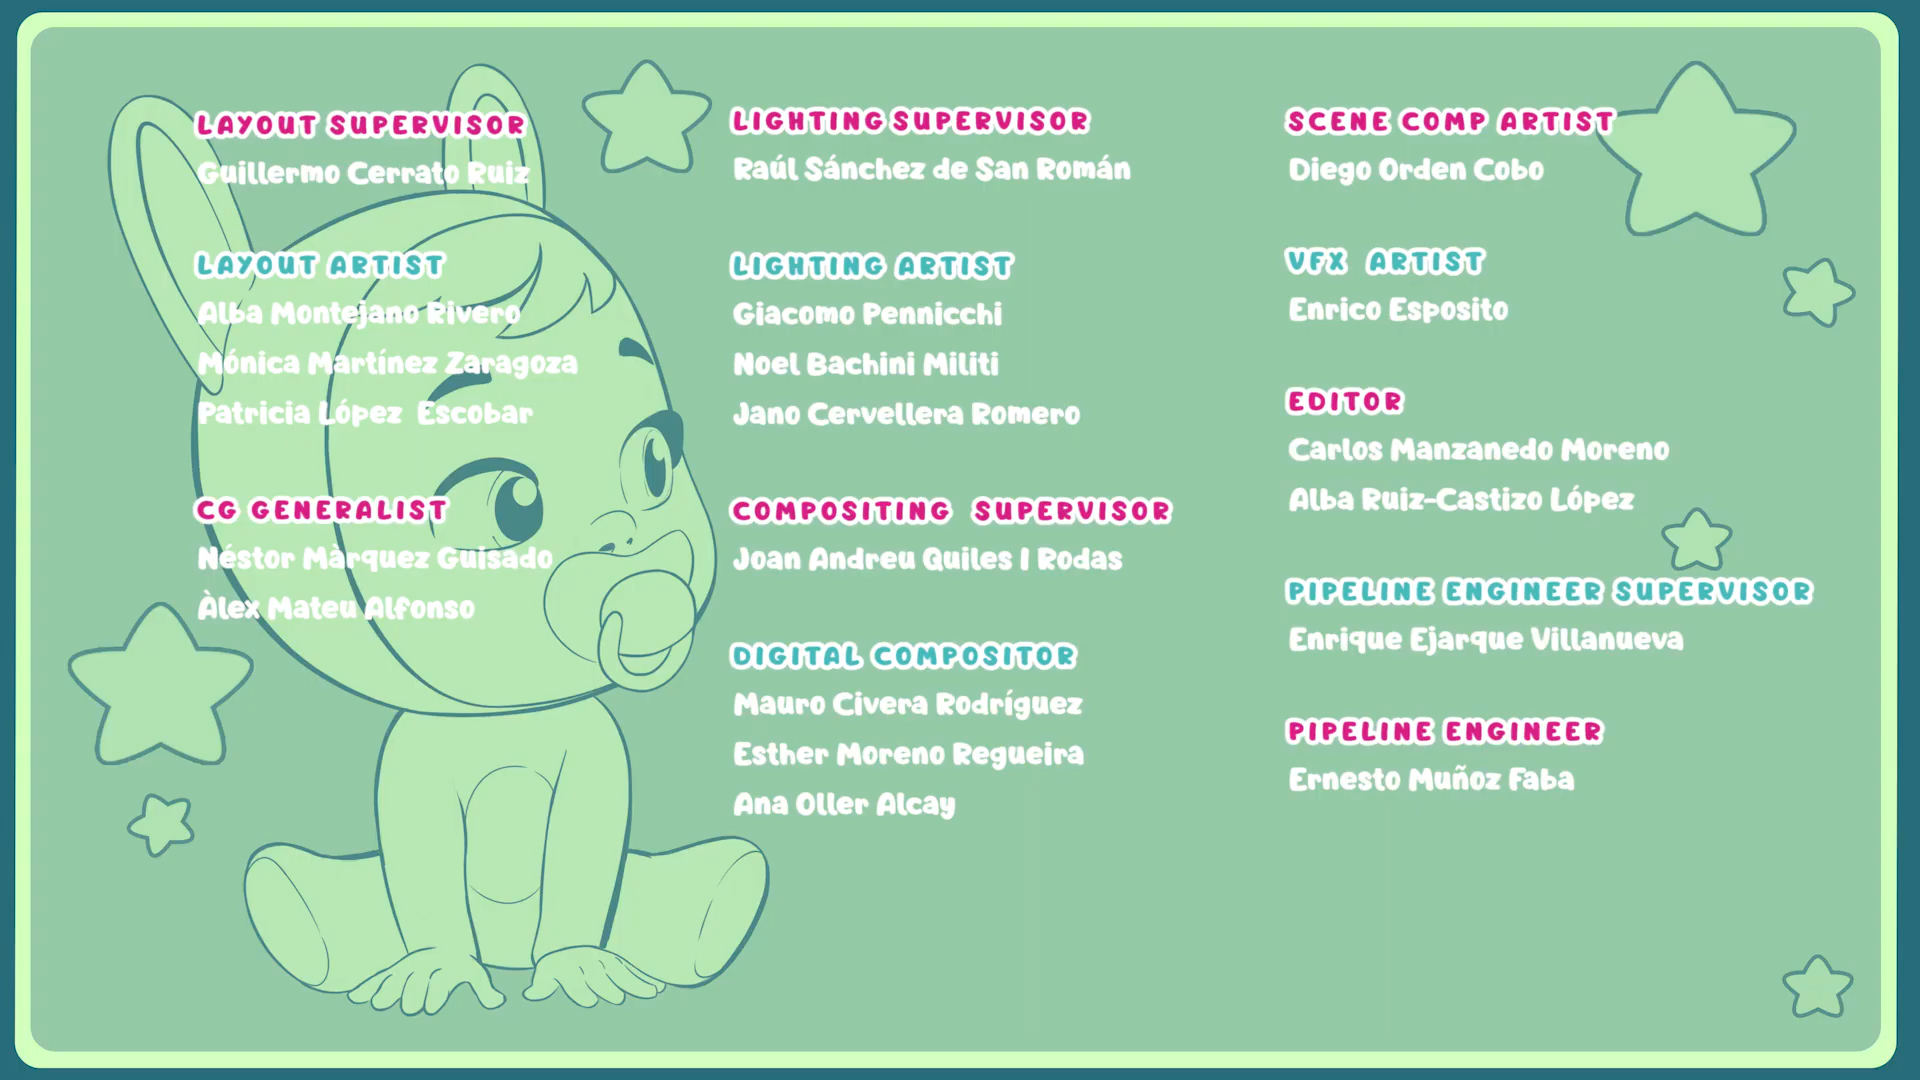 LAYOUT SUPERVISOR
Guillermo Cerrato Ruiz
LAYOUT ARTIST
Alba Montejano Rivero
Mónica Martínez Zaragoza
Patricia López Escobar
CG GENERALIST
Néstor Màrquez Guisado
Àlex Mateu Alfonso
LIGHTING SUPERVISOR
Raúl Sánchez de San Román
LIGHTING ARTIST
Giacomo Pennicchi
Noel Bachini Militi
Jano Cervellera Romero
COMPOSITING SUPERVISOR
Joan Andreu Quiles I Rodas
DIGITAL COMPOSITOR
Mauro Civera Rodríguez
Esther Moreno Regueira
Ana Oller Alcay
SCENE COMP ARTIST
Diego Orden Cobo
VFX ARTIST
Enrico Esposito
EDITOR
Carlos Manzanedo Moreno
Alba Ruiz-Castizo López
PIPELINE ENGINEER SUPERVISOR
Enrique Ejarque Villanueva
PIPELINE ENGINEER
Ernesto Muñoz Faba